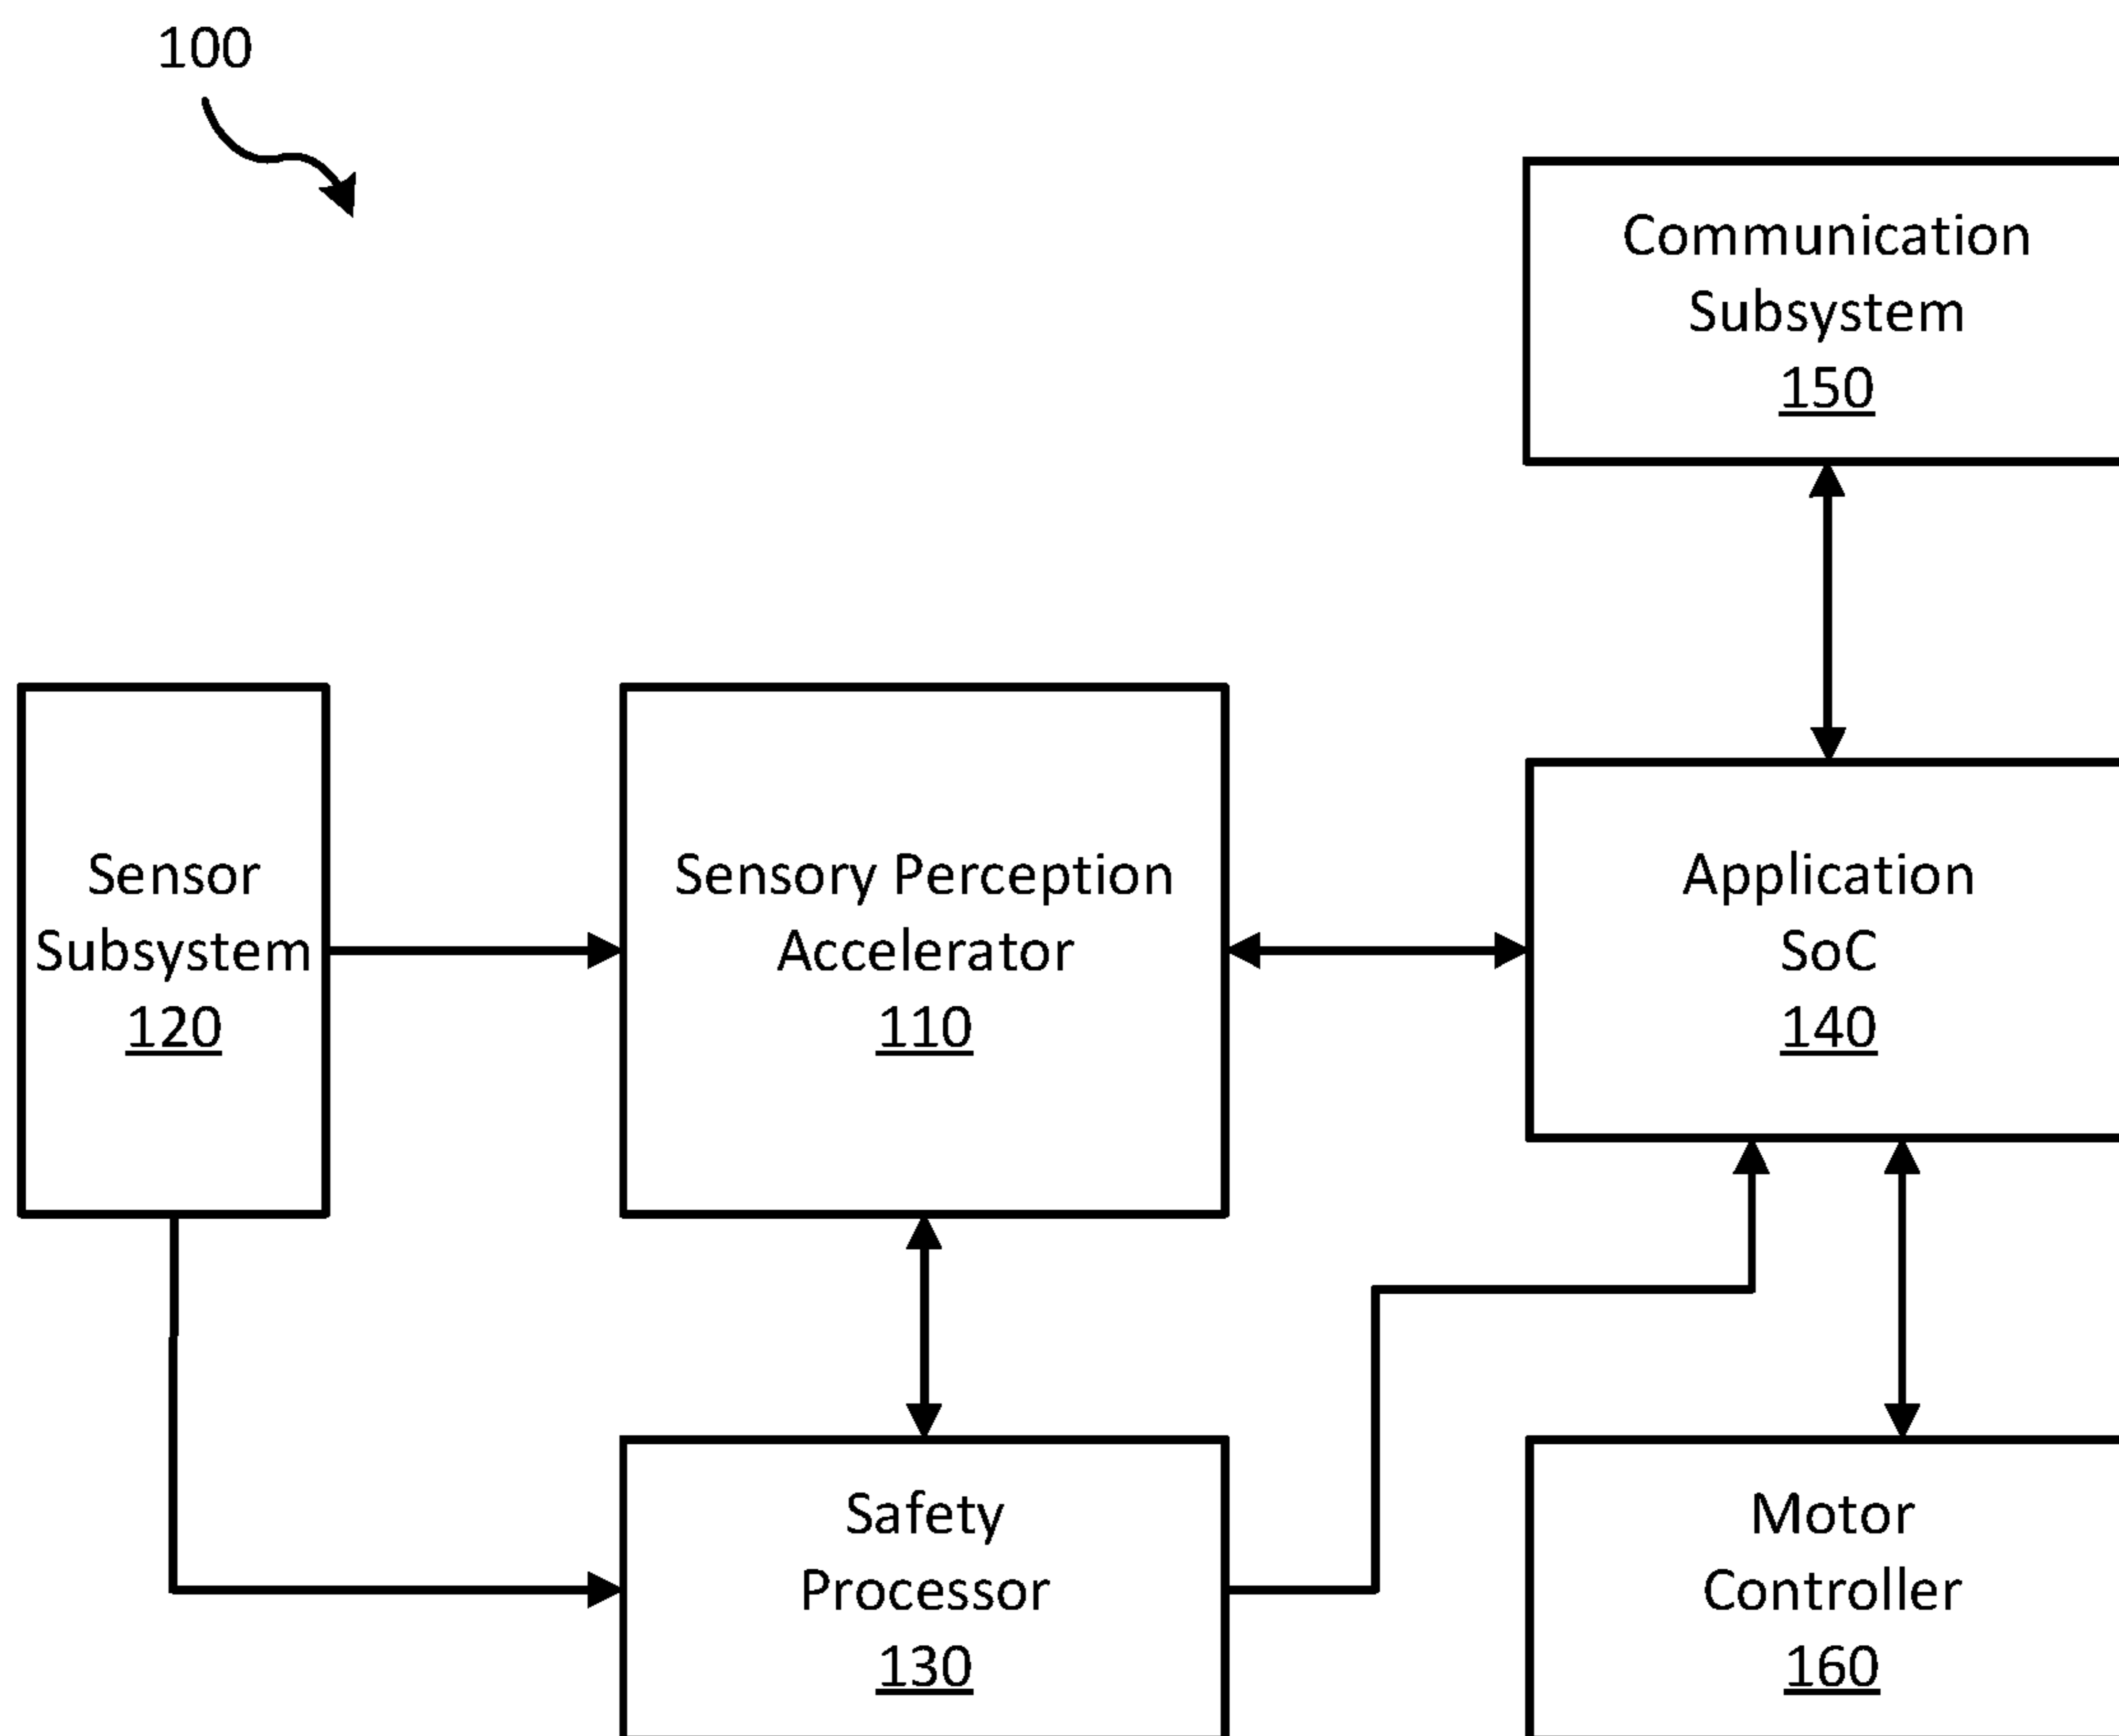 100
Communication
Subsystem
150
Sensor
Subsystem
120
Sensory Perception
Accelerator
110
Application
SoC
140
Safety
Processor
130
Motor
Controller
160